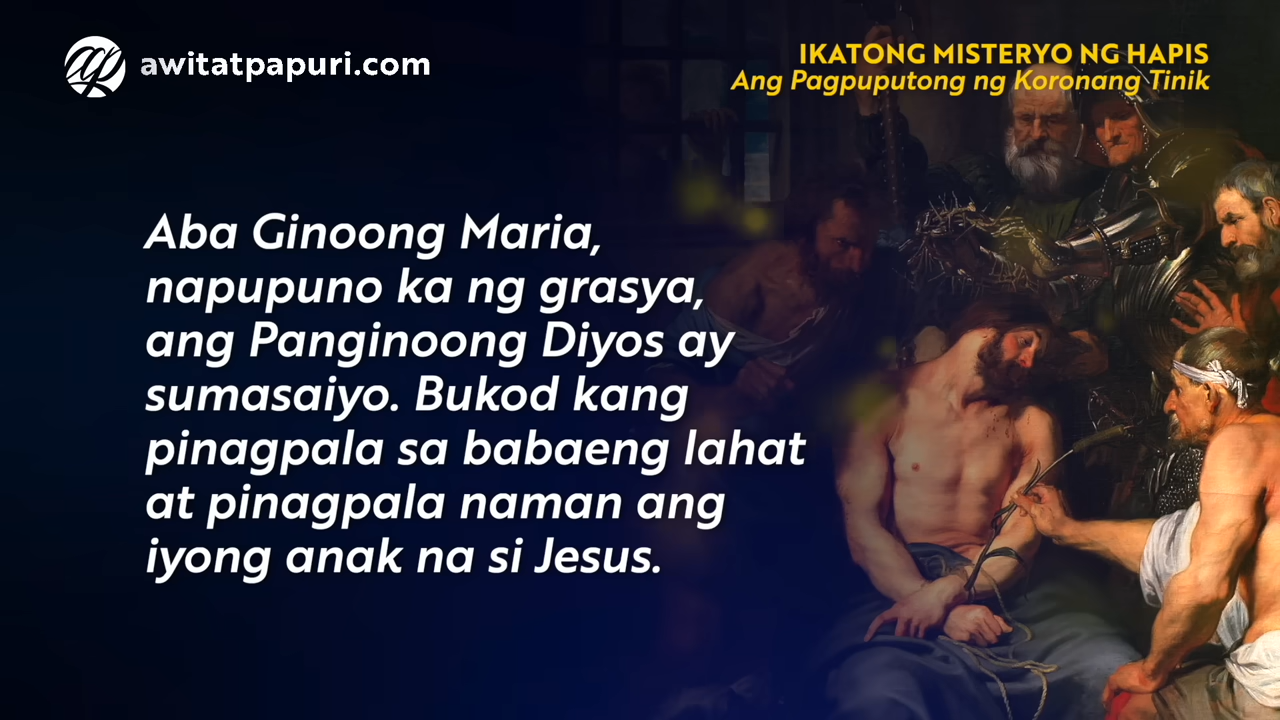 awitatpapuri.com
IKATONG MISTERYO NG HAPIS
Ang Pagpuputong ng Koronang Tinik
Aba Ginoong Maria,
napupuno ka ng grasya,
ang Panginoong Diyos ay
sumasaiyo. Bukod kang
pinagpala sa babaeng lahat
at pinagpala naman ang
iyong anak na si Jesus.